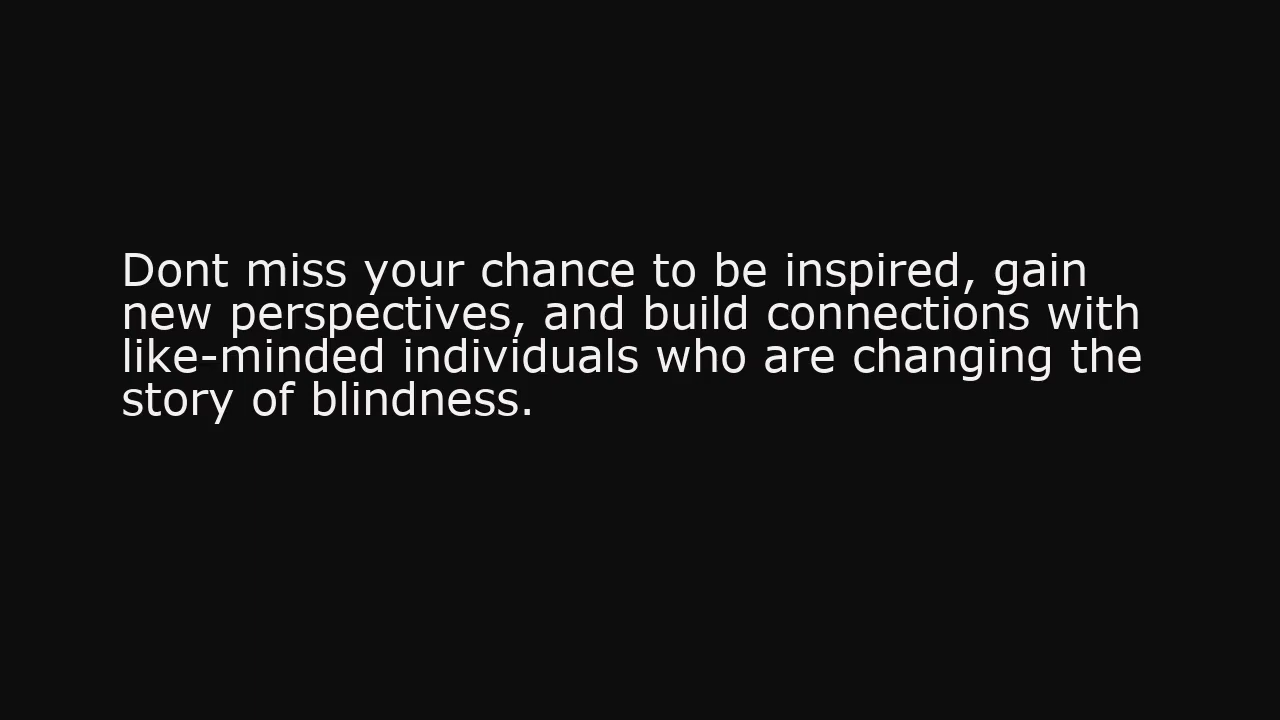 Dont miss your chance to be inspired, gain
new perspectives, and build connections with
like-minded individuals who are changing the
story of blindness.